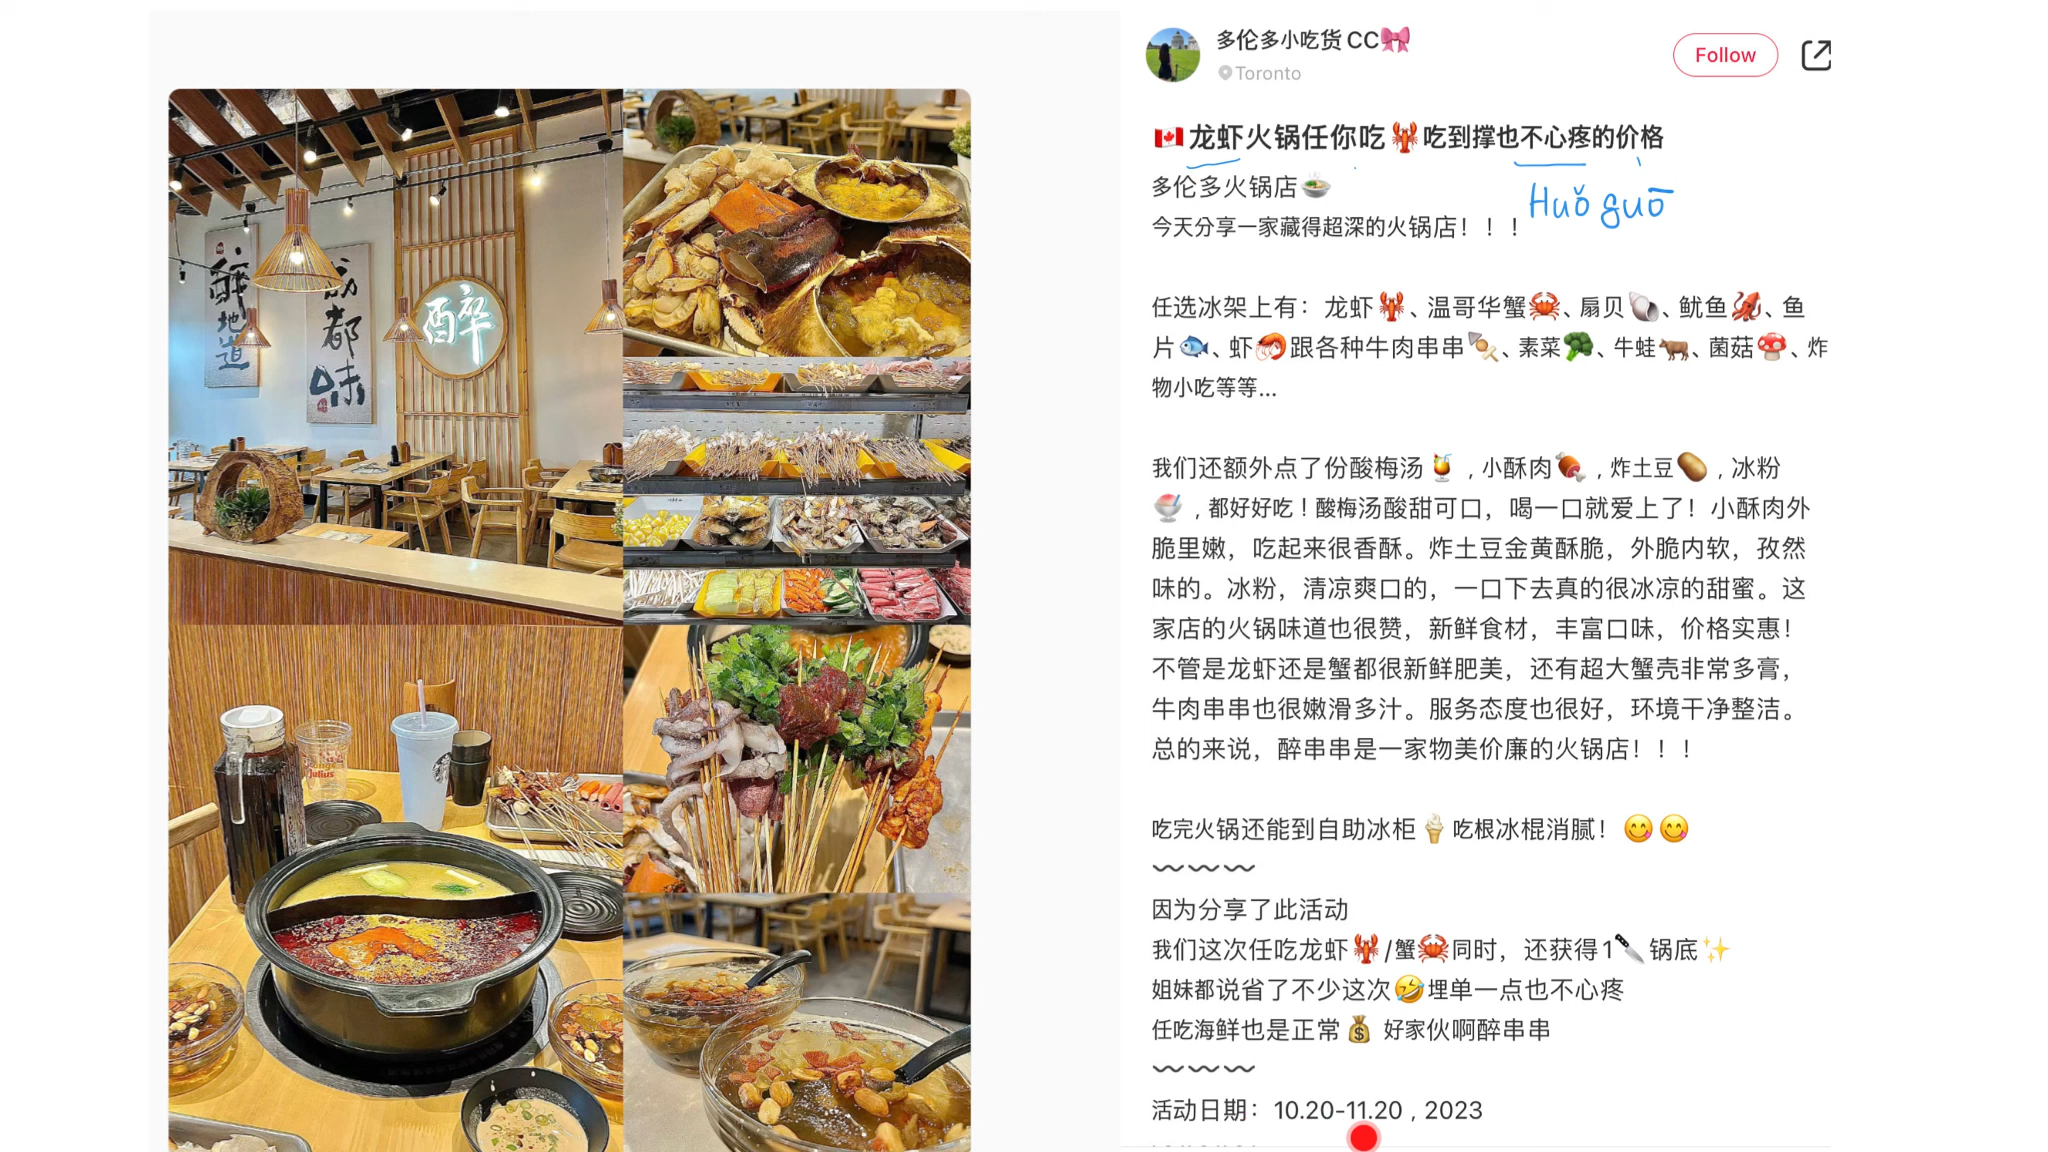 醉地道
成都味
醉
多伦多小吃货CC🎀
Toronto
Follow
🇨🇦龙虾火锅任你吃🦞吃到撑也不心疼的价格
多伦多火锅店🍲
Huǒ guō
今天分享一家藏得超深的火锅店！！！
任选冰架上有：龙虾🦞、温哥华蟹🦀、扇贝🐚、鱿鱼🦑、鱼
片🐟、虾🦐跟各种牛肉串串🍢、素菜🥦、牛蛙🐂、菌菇🍄、炸
物小吃等等...
我们还额外点了份酸梅汤🍹，小酥肉🍖，炸土豆🥔，冰粉
🍧，都好好吃！酸梅汤酸甜可口，喝一口就爱上了！小酥肉外
脆里嫩，吃起来很香酥。炸土豆金黄酥脆，外脆内软，孜然
味的。冰粉，清凉爽口的，一口下去真的很冰凉的甜蜜。这
家店的火锅味道也很赞，新鲜食材，丰富口味，价格实惠！
不管是龙虾还是蟹都很新鲜肥美，还有超大蟹壳非常多膏，
牛肉串串也很嫩滑多汁。服务态度也很好，环境干净整洁。
总的来说，醉串串是一家物美价廉的火锅店！！！
吃完火锅还能到自助冰柜🍦吃根冰棍消腻！😋😋
〰〰〰
因为分享了此活动
我们这次任吃龙虾🦞/蟹🦀同时，还获得1🔪锅底✨
姐妹都说省了不少这次🤣埋单一点也不心疼
任吃海鲜也是正常💰 好家伙啊醉串串
〰〰〰
活动日期：10.20-11.20，2023